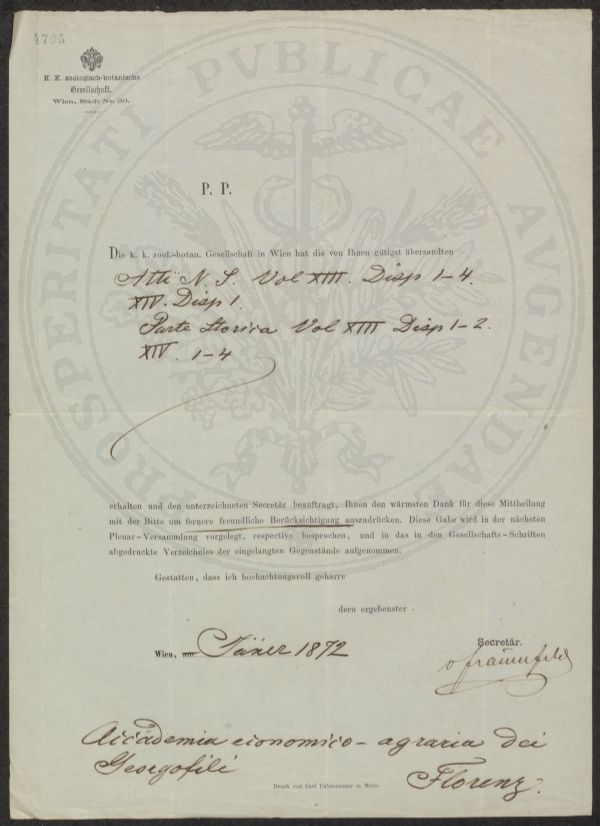 4705
K. K. zoologisch-botanische
Gesellschaft.
Wien, Stadt Nr. 30.
P. P.
Die k. k. zool.-botan. Gesellschaft in Wien hat die von Ihnen gütigst übersandten
Atti N. S. Vol XIII. Disp 1-4.
XIV. Disp 1.
Parte Storica Vol XIII Disp 1-2.
XIV. 1-4
erhalten und den unterzeichneten Secretär beauftragt, Ihnen den wärmsten Dank für diese Mittheilung
mit der Bitte um fernere freundliche Berücksichtigung auszudrücken. Diese Gabe wird in der nächsten
Plenar-Versammlung vorgelegt, respective besprochen, und in das in den Gesellschafts-Schriften
abgedruckte Verzeichniss der eingelangten Gegenstände aufgenommen.
Gestatten, dass ich hochachtungsvoll geharre
dero ergebenster
Wien, am Jäner 1872
Secretär.
v frauenfeld
Accademia economico-agraria dei
Georgofili
Florenz.
Druck von Carl Ueberreuter in Wien.
PROSPERITATI PVBLICAE AVGENDAE